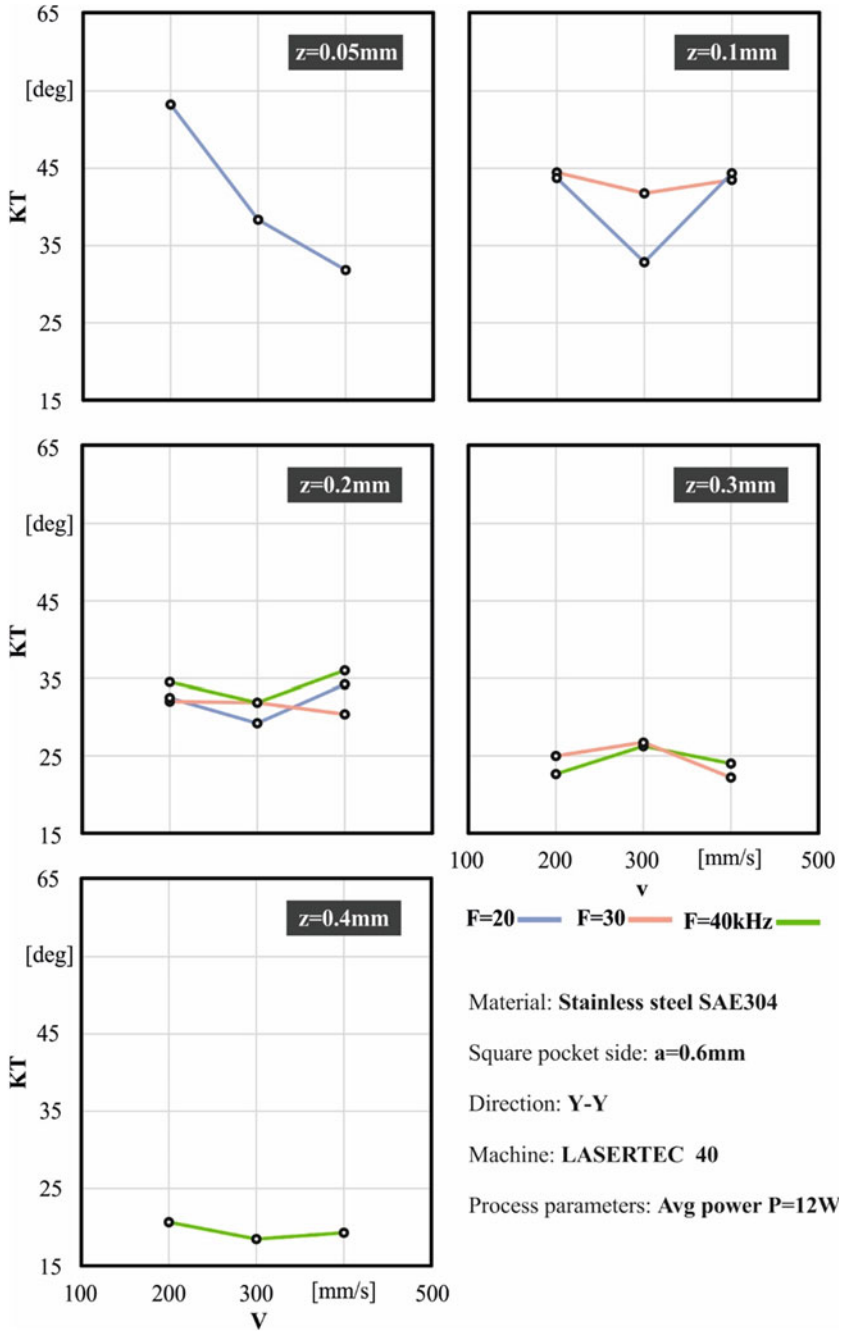 65
z=0.05mm
[deg]
45
KT
35
25
15
z=0.1mm
65
z=0.2mm
[deg]
45
KT
35
25
15
z=0.3mm
100 200 300 [mm/s] 500
v
65
z=0.4mm
[deg]
45
KT
35
25
15
100 200 300 [mm/s] 500
V
F=20 F=30 F=40kHz
Material: Stainless steel SAE304
Square pocket side: a=0.6mm
Direction: Y-Y
Machine: LASERTEC 40
Process parameters: Avg power P=12W